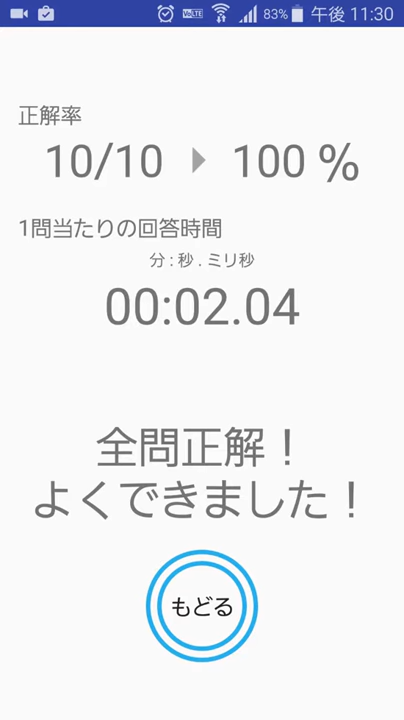 VoLTE 83% 午後 11:30
正解率
10/10 ▶ 100 %
1問当たりの回答時間
分 : 秒 . ミリ秒
00:02.04
全問正解！
よくできました！
もどる